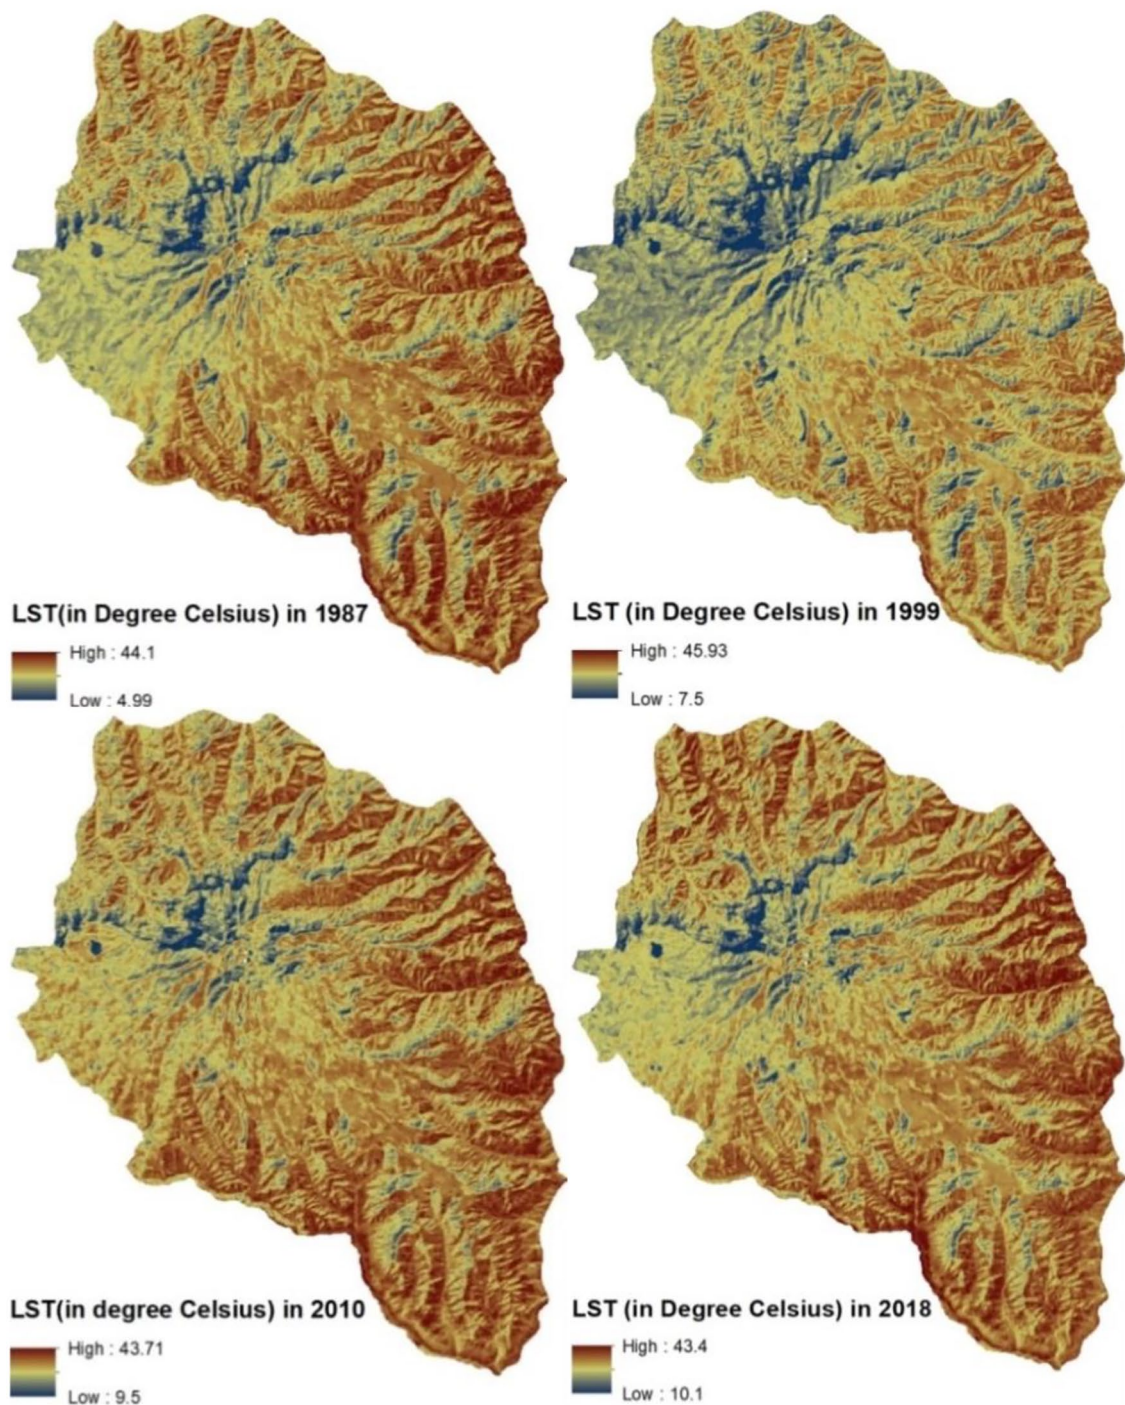 LST(in Degree Celsius) in 1987
High : 44.1
Low : 4.99
LST (in Degree Celsius) in 1999
High : 45.93
Low : 7.5
LST(in degree Celsius) in 2010
High : 43.71
Low : 9.5
LST (in Degree Celsius) in 2018
High : 43.4
Low : 10.1